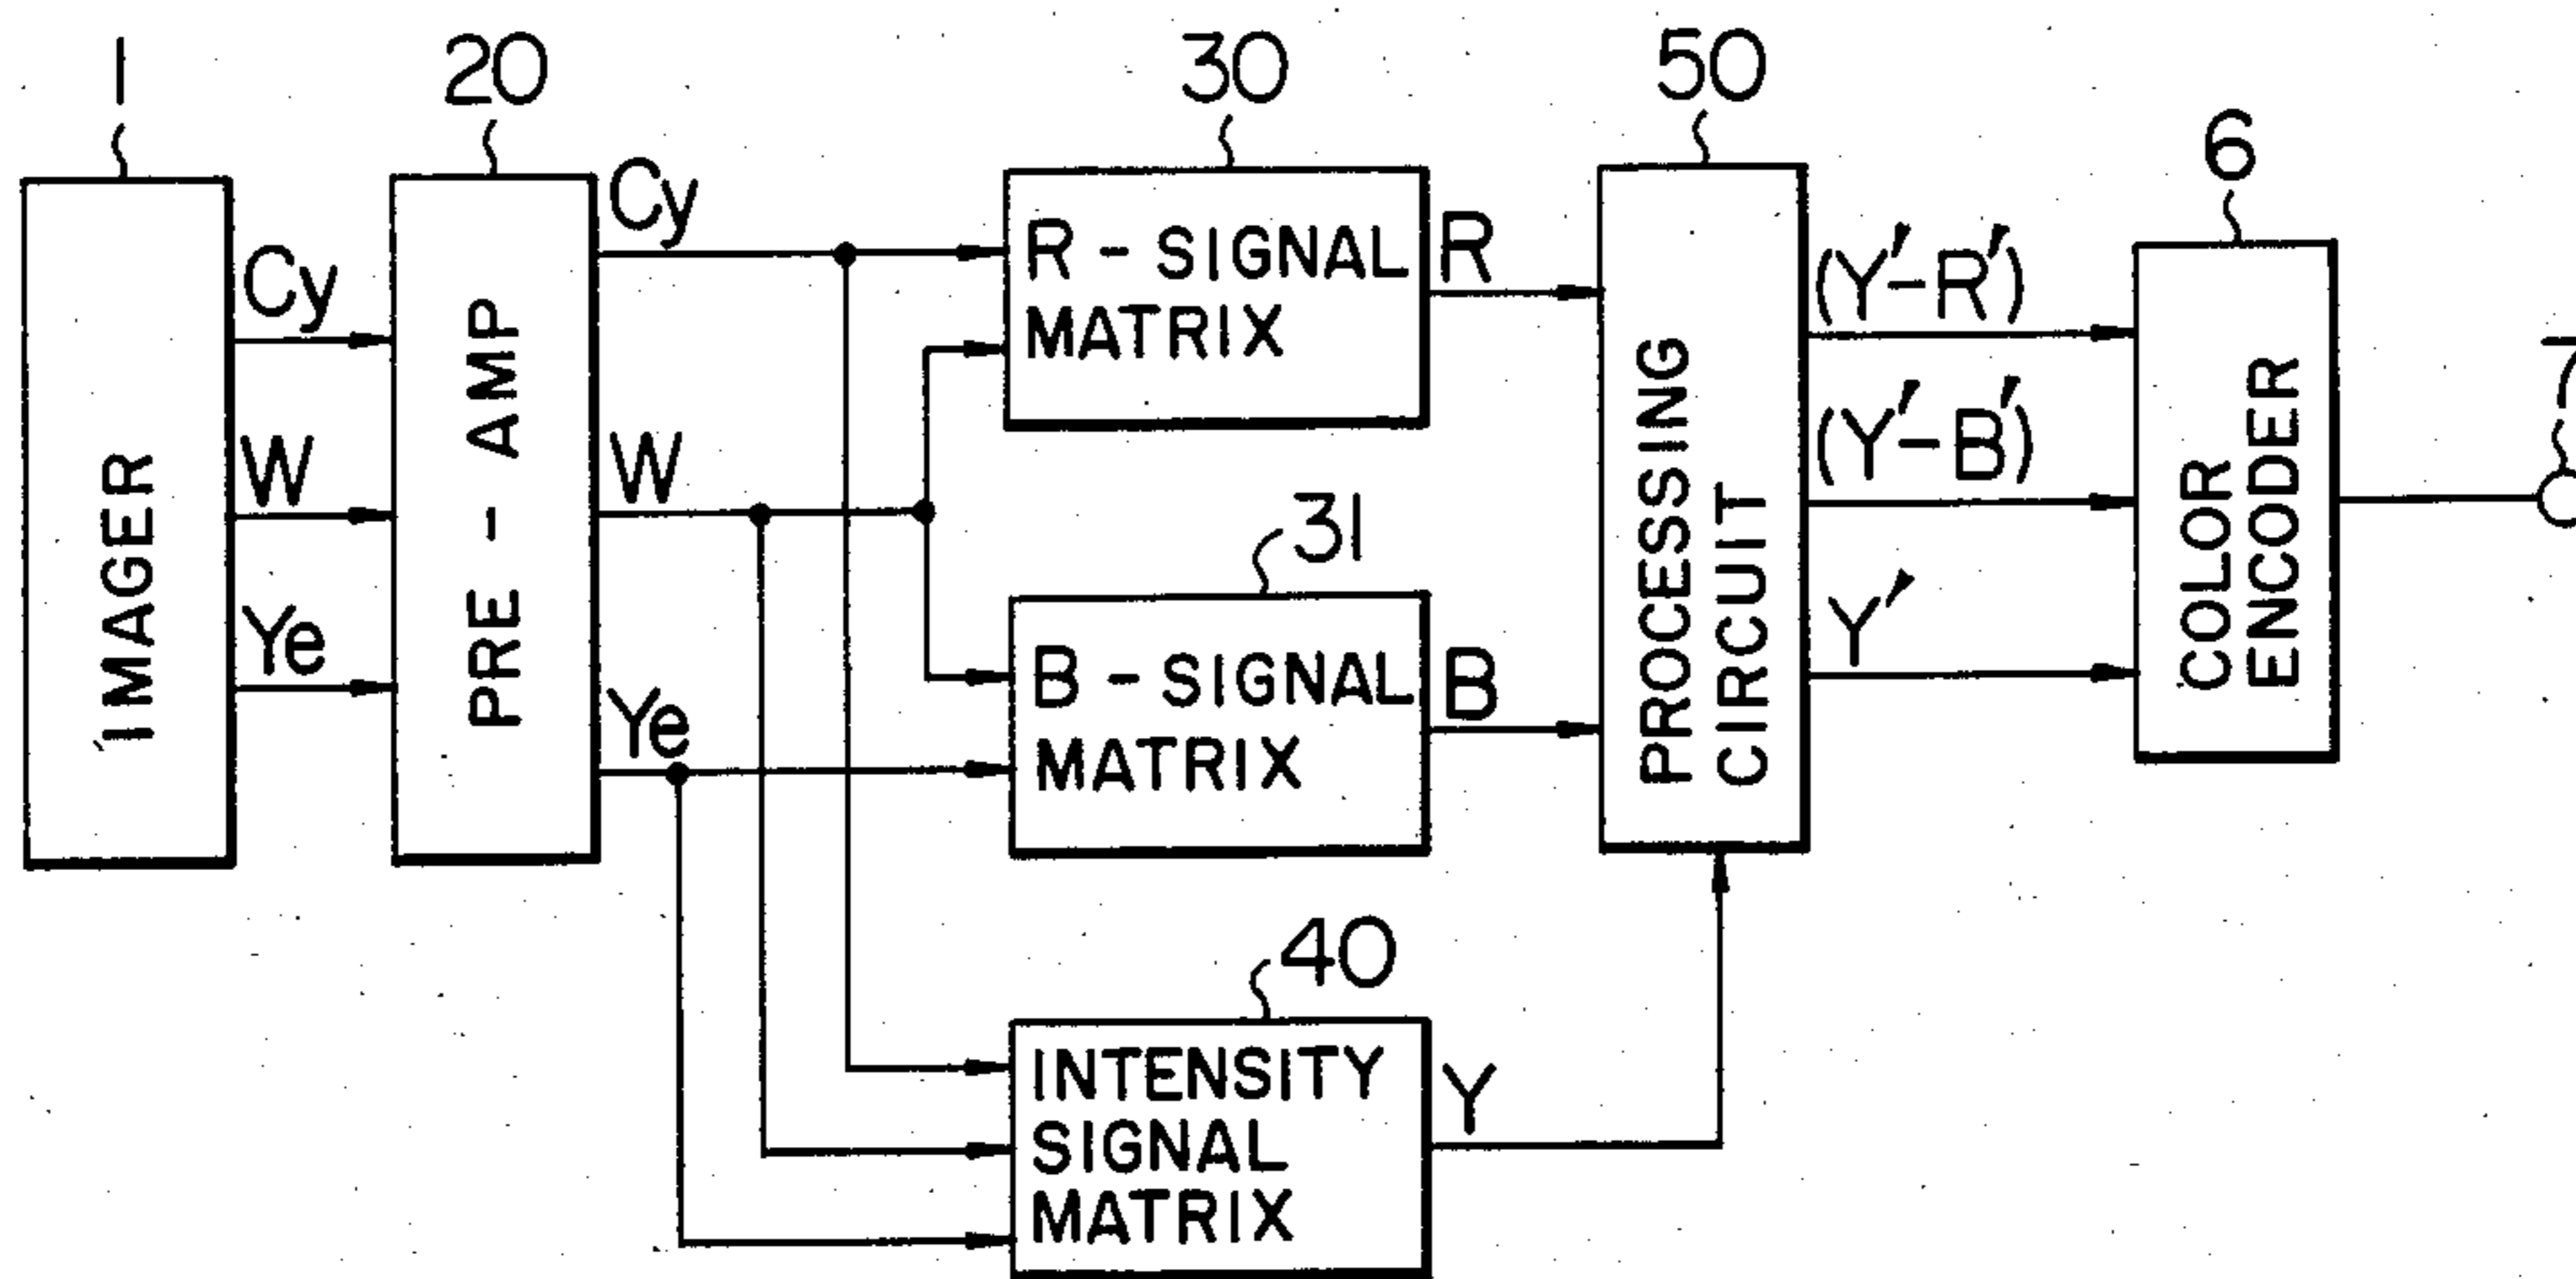 1
20
30
50
6
7
IMAGER
Cy
W
Ye
PRE - AMP
Cy
W
Ye
R - SIGNAL
MATRIX
R
31
B - SIGNAL
MATRIX
B
40
INTENSITY
SIGNAL
MATRIX
Y
PROCESSING
CIRCUIT
(Y'-R')
(Y'-B')
Y'
COLOR
ENCODER